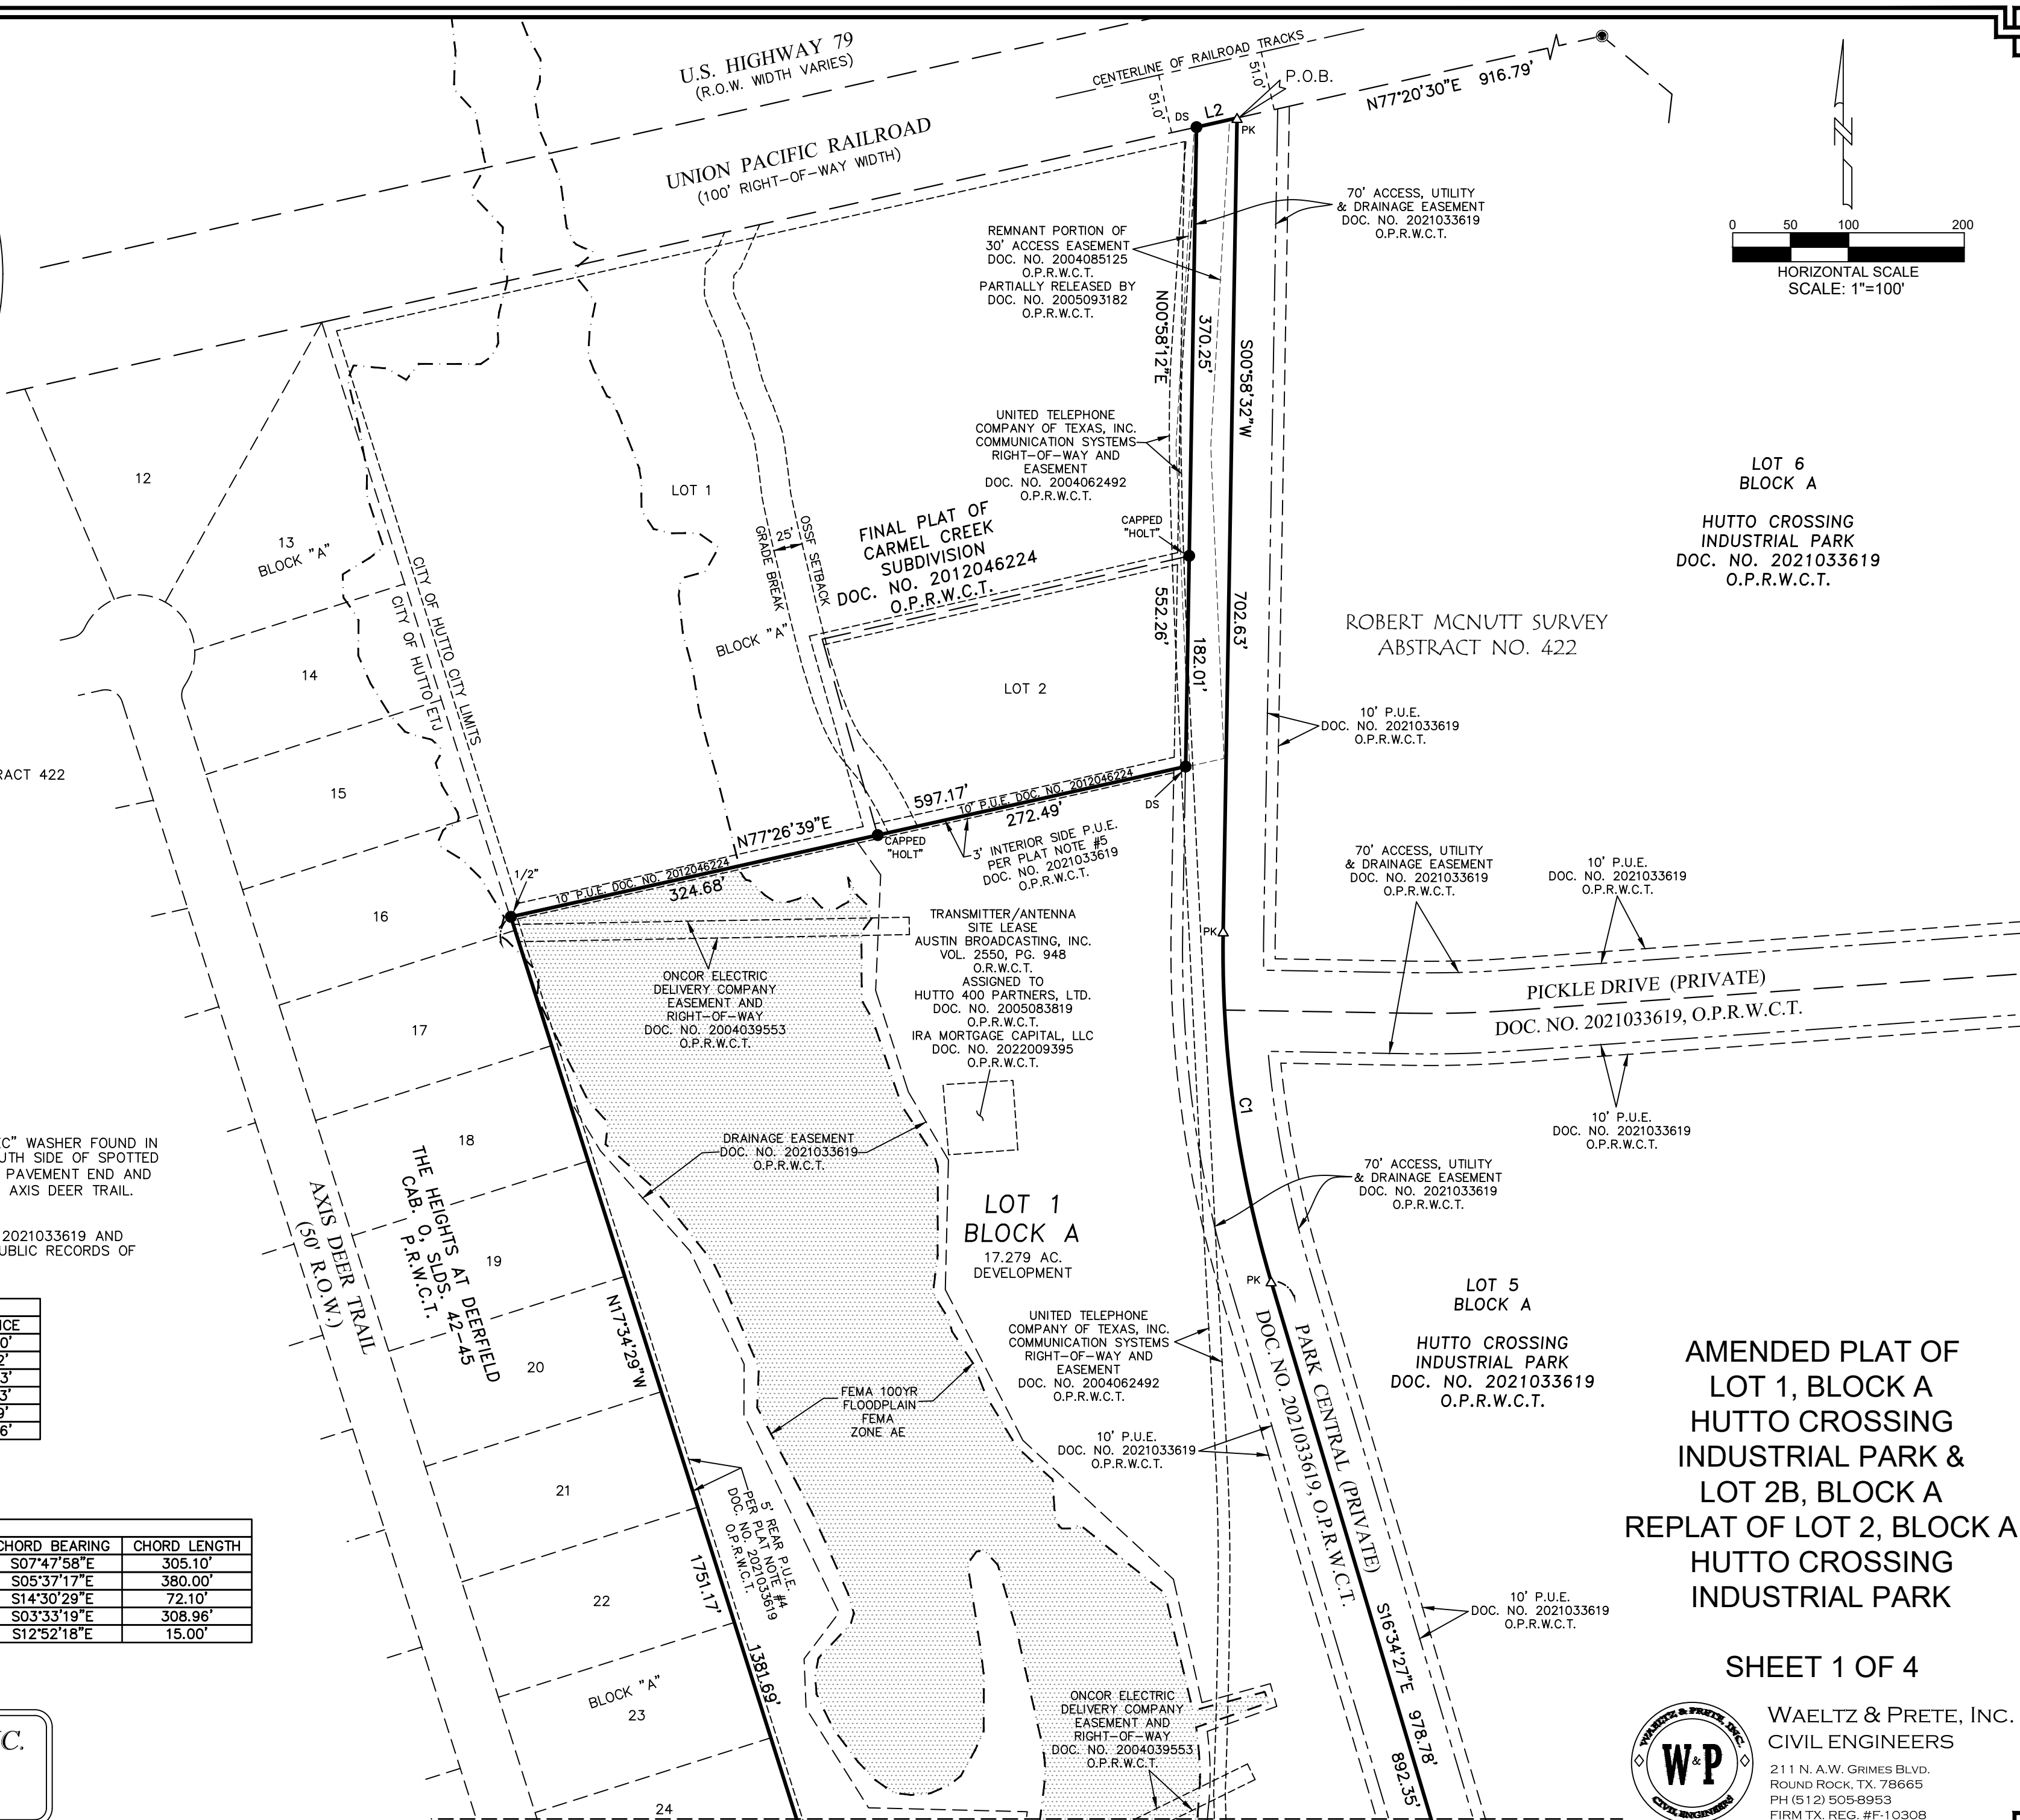 U.S. HIGHWAY 79
(R.O.W. WIDTH VARIES)
UNION PACIFIC RAILROAD
(100' RIGHT-OF-WAY WIDTH)
CENTERLINE OF RAILROAD TRACKS
51.0'
51.0'
P.O.B.
DS
L2
PK
N77°20'30"E 916.79'
N
0 50 100 200
HORIZONTAL SCALE
SCALE: 1"=100'
70' ACCESS, UTILITY
& DRAINAGE EASEMENT
DOC. NO. 2021033619
O.P.R.W.C.T.
REMNANT PORTION OF
30' ACCESS EASEMENT
DOC. NO. 2004085125
O.P.R.W.C.T.
PARTIALLY RELEASED BY
DOC. NO. 2005093182
O.P.R.W.C.T.
N00°58'12"E
370.25'
S00°58'32"W
UNITED TELEPHONE
COMPANY OF TEXAS, INC.
COMMUNICATION SYSTEMS
RIGHT-OF-WAY AND
EASEMENT
DOC. NO. 2004062492
O.P.R.W.C.T.
CAPPED
"HOLT"
552.26'
182.01'
702.63'
12
13
BLOCK "A"
14
15
16
17
18
19
20
21
22
BLOCK "A"
23
24
CITY OF HUTTO CITY LIMITS
CITY OF HUTTO ETJ
LOT 1
GRADE BREAK
25'
OSSF SETBACK
FINAL PLAT OF
CARMEL CREEK
SUBDIVISION
DOC. NO. 2012046224
O.P.R.W.C.T.
BLOCK "A"
LOT 2
LOT 6
BLOCK A
HUTTO CROSSING
INDUSTRIAL PARK
DOC. NO. 2021033619
O.P.R.W.C.T.
ROBERT MCNUTT SURVEY
ABSTRACT NO. 422
10' P.U.E.
DOC. NO. 2021033619
O.P.R.W.C.T.
RACT 422
597.17'
10' P.U.E. DOC. NO. 2012046224
272.49'
DS
N77°26'39"E
CAPPED
"HOLT"
3' INTERIOR SIDE P.U.E.
PER PLAT NOTE #5
DOC. NO. 2021033619
O.P.R.W.C.T.
1/2"
10' P.U.E. DOC. NO. 2012046224
324.68'
70' ACCESS, UTILITY
& DRAINAGE EASEMENT
DOC. NO. 2021033619
O.P.R.W.C.T.
10' P.U.E.
DOC. NO. 2021033619
O.P.R.W.C.T.
TRANSMITTER/ANTENNA
SITE LEASE
AUSTIN BROADCASTING, INC.
VOL. 2550, PG. 948
O.R.W.C.T.
ASSIGNED TO
HUTTO 400 PARTNERS, LTD.
DOC. NO. 2005083819
O.P.R.W.C.T.
IRA MORTGAGE CAPITAL, LLC
DOC. NO. 2022009395
O.P.R.W.C.T.
PK
ONCOR ELECTRIC
DELIVERY COMPANY
EASEMENT AND
RIGHT-OF-WAY
DOC. NO. 2004039553
O.P.R.W.C.T.
PICKLE DRIVE (PRIVATE)
DOC. NO. 2021033619, O.P.R.W.C.T.
C1
10' P.U.E.
DOC. NO. 2021033619
O.P.R.W.C.T.
DRAINAGE EASEMENT
DOC. NO. 2021033619
O.P.R.W.C.T.
70' ACCESS, UTILITY
& DRAINAGE EASEMENT
DOC. NO. 2021033619
O.P.R.W.C.T.
C" WASHER FOUND IN
UTH SIDE OF SPOTTED
PAVEMENT END AND
AXIS DEER TRAIL.
2021033619 AND
UBLIC RECORDS OF
AXIS DEER TRAIL
(50' R.O.W.)
THE HEIGHTS AT DEERFIELD
CAB. O, SLDS. 42-45
P.R.W.C.T.
LOT 1
BLOCK A
17.279 AC.
DEVELOPMENT
PK
LOT 5
BLOCK A
HUTTO CROSSING
INDUSTRIAL PARK
DOC. NO. 2021033619
O.P.R.W.C.T.
N17°34'29"W
UNITED TELEPHONE
COMPANY OF TEXAS, INC.
COMMUNICATION SYSTEMS
RIGHT-OF-WAY AND
EASEMENT
DOC. NO. 2004062492
O.P.R.W.C.T.
PARK CENTRAL (PRIVATE)
DOC. NO. 2021033619, O.P.R.W.C.T.
FEMA 100YR
FLOODPLAIN
FEMA
ZONE AE
10' P.U.E.
DOC. NO. 2021033619
O.P.R.W.C.T.
5' REAR P.U.E.
PER PLAT NOTE #4
DOC. NO. 2021033619
O.P.R.W.C.T.
1751.17'
1381.69'
10' P.U.E.
DOC. NO. 2021033619
O.P.R.W.C.T.
S16°34'27"E 978.78'
892.35'
ONCOR ELECTRIC
DELIVERY COMPANY
EASEMENT AND
RIGHT-OF-WAY
DOC. NO. 2004039553
O.P.R.W.C.T.
NCE
0'
2'
3'
3'
9'
6'
CHORD BEARING CHORD LENGTH
S07°47'58"E 305.10'
S05°37'17"E 380.00'
S14°30'29"E 72.10'
S03°33'19"E 308.96'
S12°52'18"E 15.00'
C.
AMENDED PLAT OF
LOT 1, BLOCK A
HUTTO CROSSING
INDUSTRIAL PARK &
LOT 2B, BLOCK A
REPLAT OF LOT 2, BLOCK A
HUTTO CROSSING
INDUSTRIAL PARK
SHEET 1 OF 4
WAELTZ & PRETE, INC.
W&P
CIVIL ENGINEERS
WAELTZ & PRETE, INC.
CIVIL ENGINEERS
211 N. A.W. GRIMES BLVD.
ROUND ROCK, TX. 78665
PH (512) 505-8953
FIRM TX. REG. #F-10308